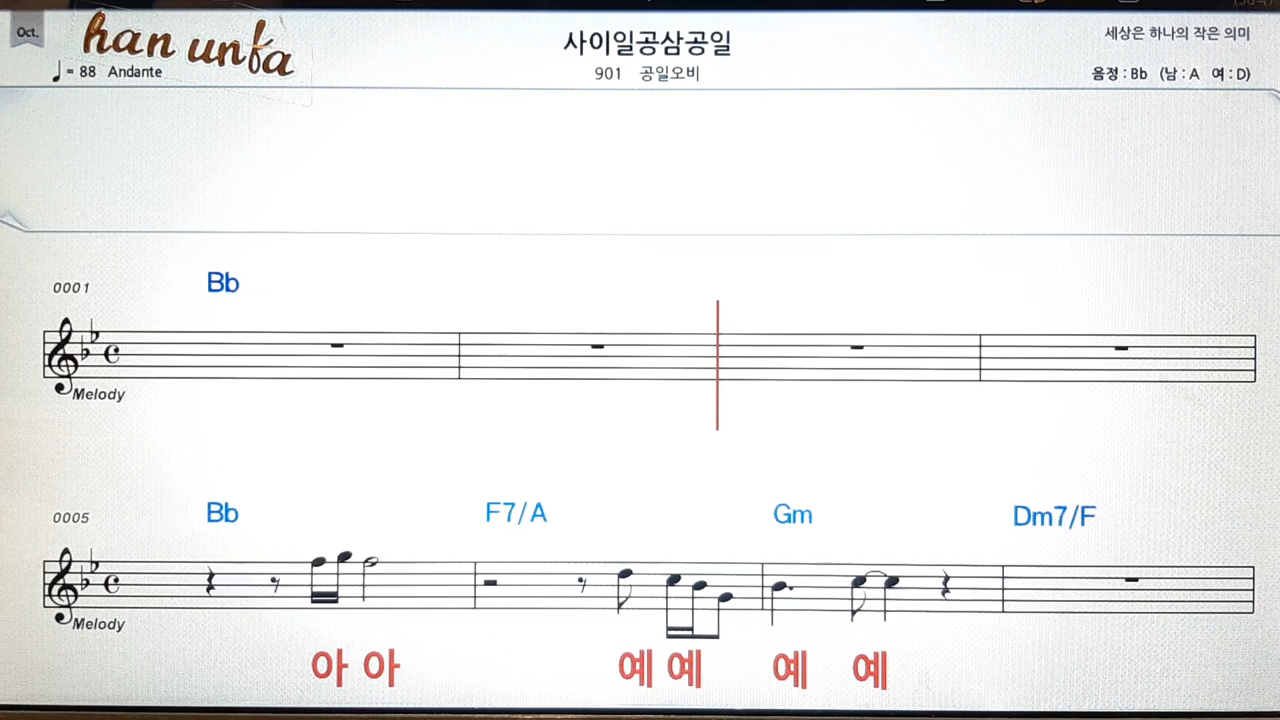 Oct.
han unfa
♩ = 88 Andante
사이일공삼공일
901 공일오비
세상은 하나의 작은 의미
음정 : Bb (남 : A 여 : D)
0001
Bb
Melody
0005
Bb F7/A Gm Dm7/F
Melody
아 아 예 예 예 예